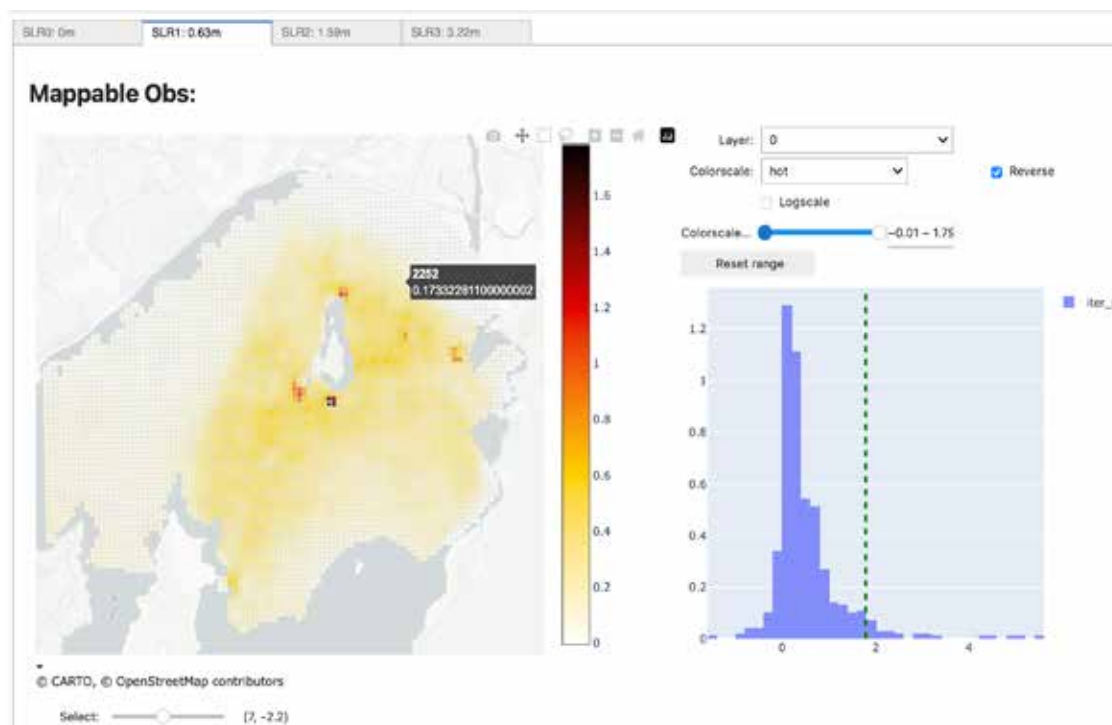 SLR0: 0m
SLR1: 0.63m
SLR2: 1.59m
SLR3: 3.22m
Mappable Obs:
Layer:
0
Colorscale:
hot
Reverse
Logscale
Colorscale...
−0.01 – 1.75
Reset range
2252
0.17332281100000002
1.6
1.4
1.2
1
0.8
0.6
0.4
0.2
0
1.2
1
0.8
0.6
0.4
0.2
0
0
2
4
© CARTO, © OpenStreetMap contributors
Select:
(7, -2.2)